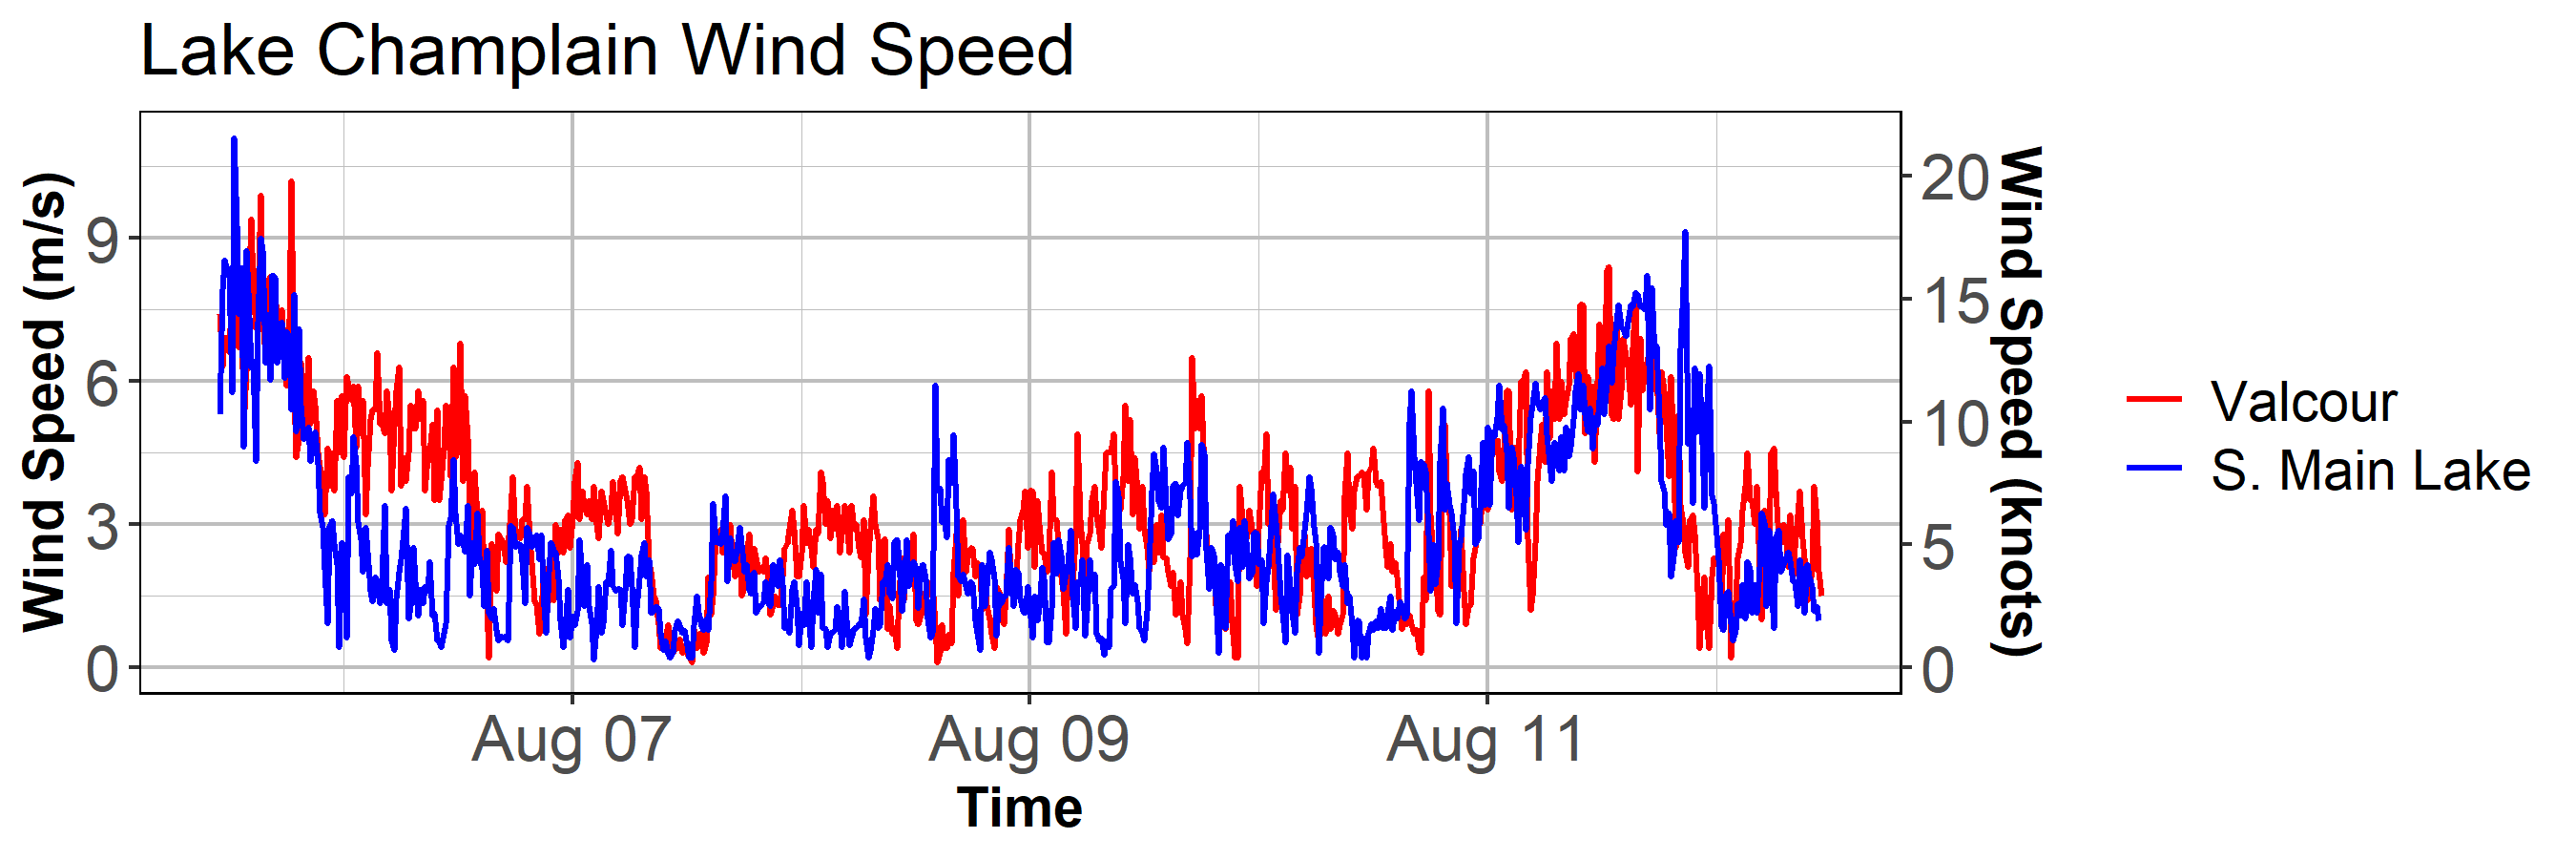 Lake Champlain Wind Speed
Wind Speed (m/s)
9
6
3
0
20
15
10
5
0
Wind Speed (knots)
Aug 07
Aug 09
Aug 11
Time
Valcour
S. Main Lake